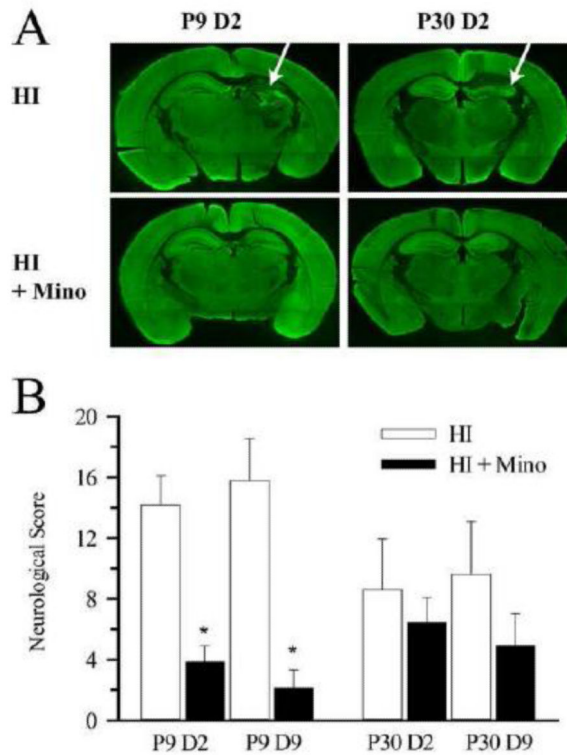 A
P9 D2
P30 D2
HI
HI
+ Mino
B
20
16
12
8
4
0
Neurological Score
HI
HI + Mino
*
*
P9 D2
P9 D9
P30 D2
P30 D9